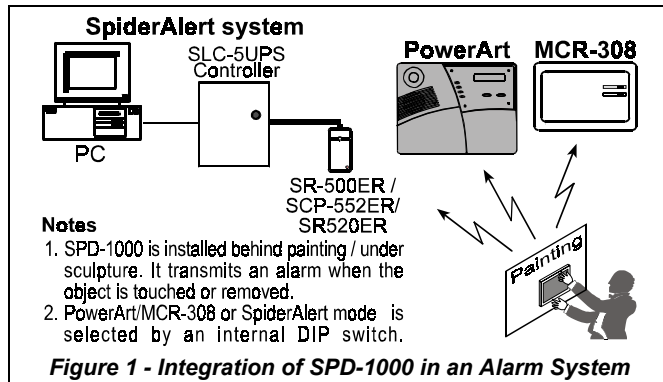 SpiderAlert system
SLC-5UPS
Controller
PC
SR-500ER /
SCP-552ER/
SR520ER
PowerArt
MCR-308
Painting
Notes
1. SPD-1000 is installed behind painting / under
sculpture. It transmits an alarm when the
object is touched or removed.
2. PowerArt/MCR-308 or SpiderAlert mode is
selected by an internal DIP switch.
Figure 1 - Integration of SPD-1000 in an Alarm System